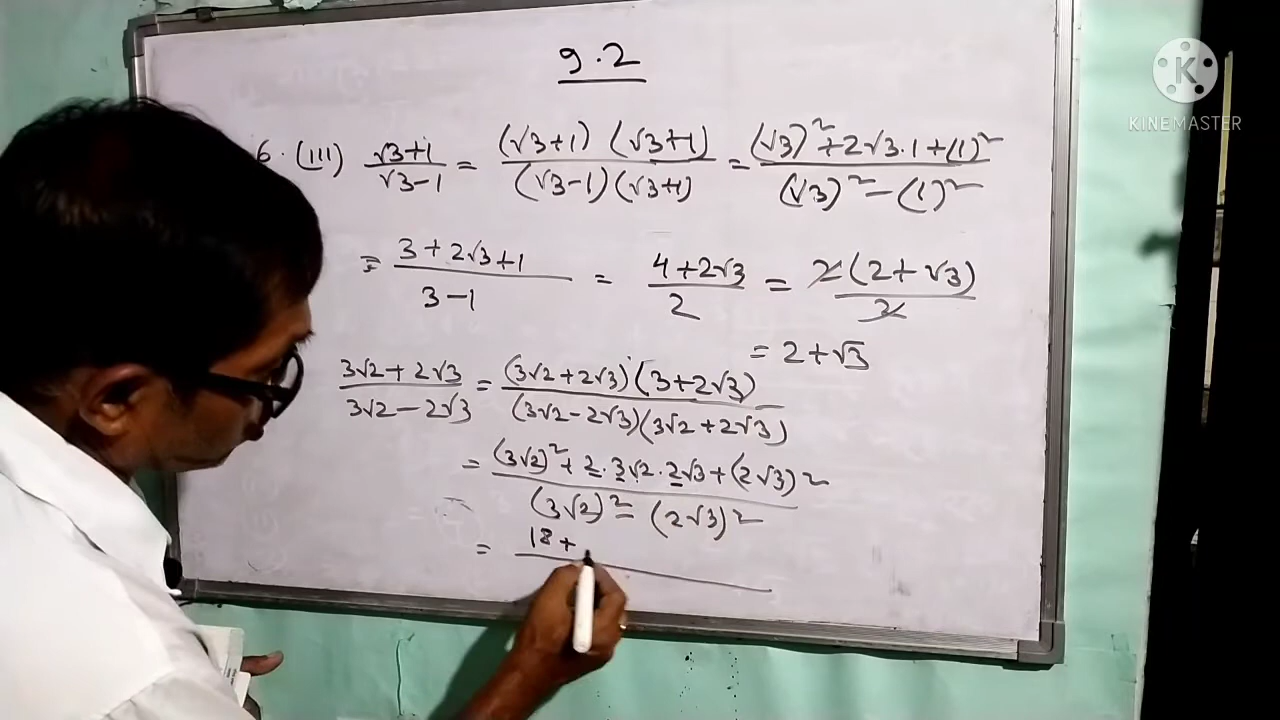 9.2
6. (111) √3+1/√3-1 = (√3+1) (√3+1)/(√3-1)(√3+1) = (√3)²+2√3.1+(1)²/(√3)²-(1)²
= 3+2√3+1/3-1 = 4+2√3/2 = 2(2+√3)/2
= 2+√3
3√2+2√3/3√2-2√3 = (3√2+2√3)(3+2√3)/(3√2-2√3)(3√2+2√3)
= (3√2)²+2.3√2.2√3+(2√3)²/(3√2)²-(2√3)²
= 18+
K
KINEMASTER